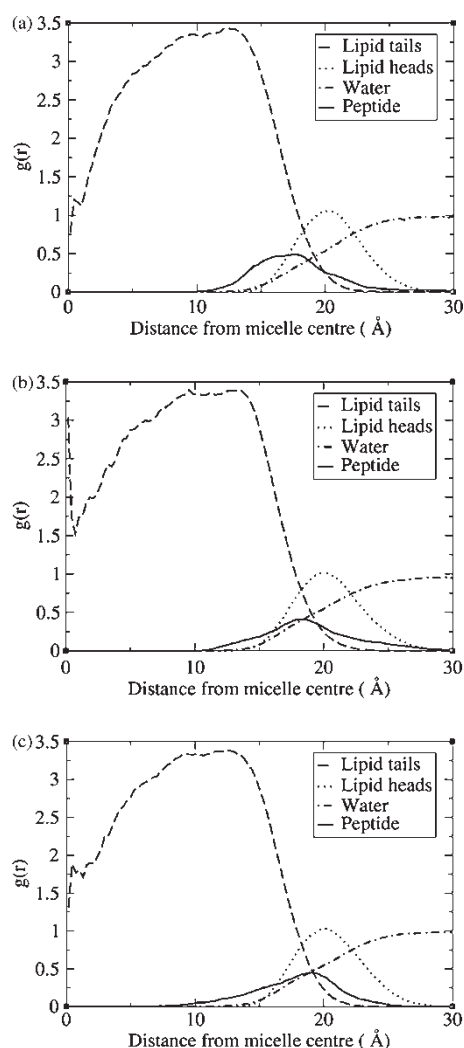 (a)
3.5
3
2.5
2
1.5
1
0.5
0
g(r)
Lipid tails
Lipid heads
Water
Peptide
0 10 20 30
Distance from micelle centre ( Å)
(b)
3.5
3
2.5
2
1.5
1
0.5
0
g(r)
Lipid tails
Lipid heads
Water
Peptide
0 10 20 30
Distance from micelle centre ( Å)
(c)
3.5
3
2.5
2
1.5
1
0.5
0
g(r)
Lipid tails
Lipid heads
Water
Peptide
0 10 20 30
Distance from micelle centre ( Å)